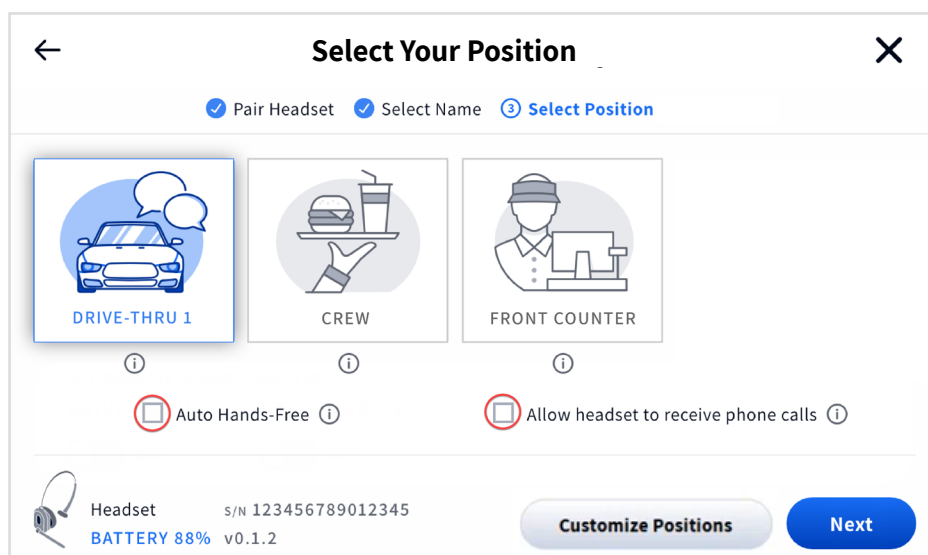 Select Your Position
Pair Headset Select Name 3 Select Position
DRIVE-THRU 1 CREW FRONT COUNTER
Auto Hands-Free Allow headset to receive phone calls
Headset S/N 123456789012345
BATTERY 88% v0.1.2
Customize Positions Next